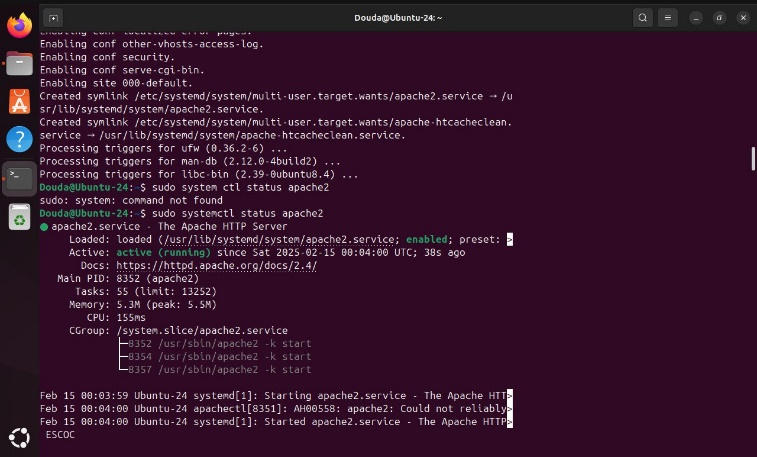 Douda@Ubuntu-24: ~
Enabling conf localized-error-pages.
Enabling conf other-vhosts-access-log.
Enabling conf security.
Enabling conf serve-cgi-bin.
Enabling site 000-default.
Created symlink /etc/systemd/system/multi-user.target.wants/apache2.service → /u
sr/lib/systemd/system/apache2.service.
Created symlink /etc/systemd/system/multi-user.target.wants/apache-htcacheclean.
service → /usr/lib/systemd/system/apache-htcacheclean.service.
Processing triggers for ufw (0.36.2-6) ...
Processing triggers for man-db (2.12.0-4build2) ...
Processing triggers for libc-bin (2.39-0ubuntu8.4) ...
Douda@Ubuntu-24:~$ sudo system ctl status apache2
sudo: system: command not found
Douda@Ubuntu-24:~$ sudo systemctl status apache2
● apache2.service - The Apache HTTP Server
Loaded: loaded (/usr/lib/systemd/system/apache2.service; enabled; preset: >
Active: active (running) since Sat 2025-02-15 00:04:00 UTC; 38s ago
Docs: https://httpd.apache.org/docs/2.4/
Main PID: 8352 (apache2)
Tasks: 55 (limit: 13252)
Memory: 5.3M (peak: 5.5M)
CPU: 155ms
CGroup: /system.slice/apache2.service
├─8352 /usr/sbin/apache2 -k start
├─8354 /usr/sbin/apache2 -k start
└─8357 /usr/sbin/apache2 -k start
Feb 15 00:03:59 Ubuntu-24 systemd[1]: Starting apache2.service - The Apache HTT>
Feb 15 00:04:00 Ubuntu-24 apachectl[8351]: AH00558: apache2: Could not reliably>
Feb 15 00:04:00 Ubuntu-24 systemd[1]: Started apache2.service - The Apache HTTP>
ESCOC